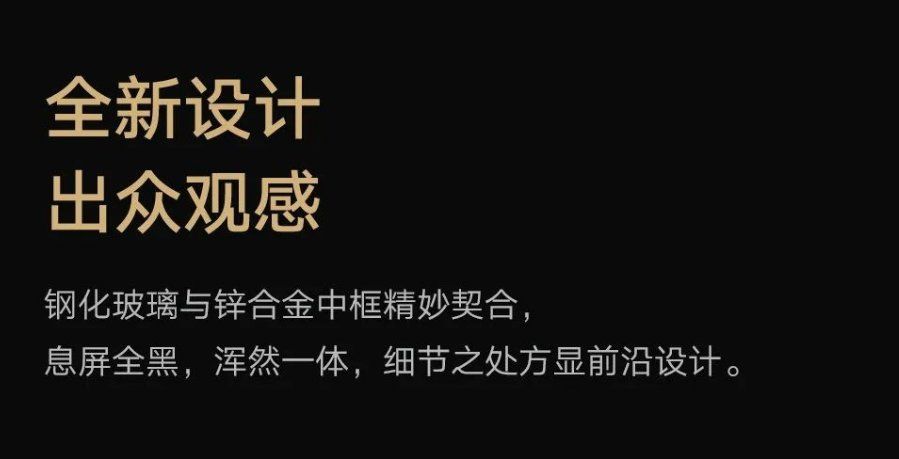 全新设计
出众观感
钢化玻璃与锌合金中框精妙契合，
息屏全黑，浑然一体，细节之处方显前沿设计。